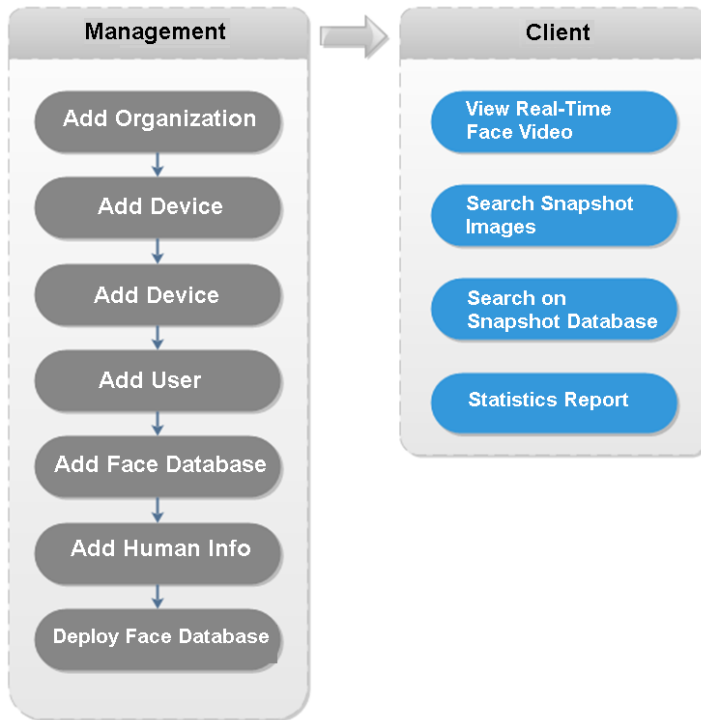 Management
Add Organization
Add Device
Add Device
Add User
Add Face Database
Add Human Info
Deploy Face Database
Client
View Real-Time
Face Video
Search Snapshot
Images
Search on
Snapshot Database
Statistics Report